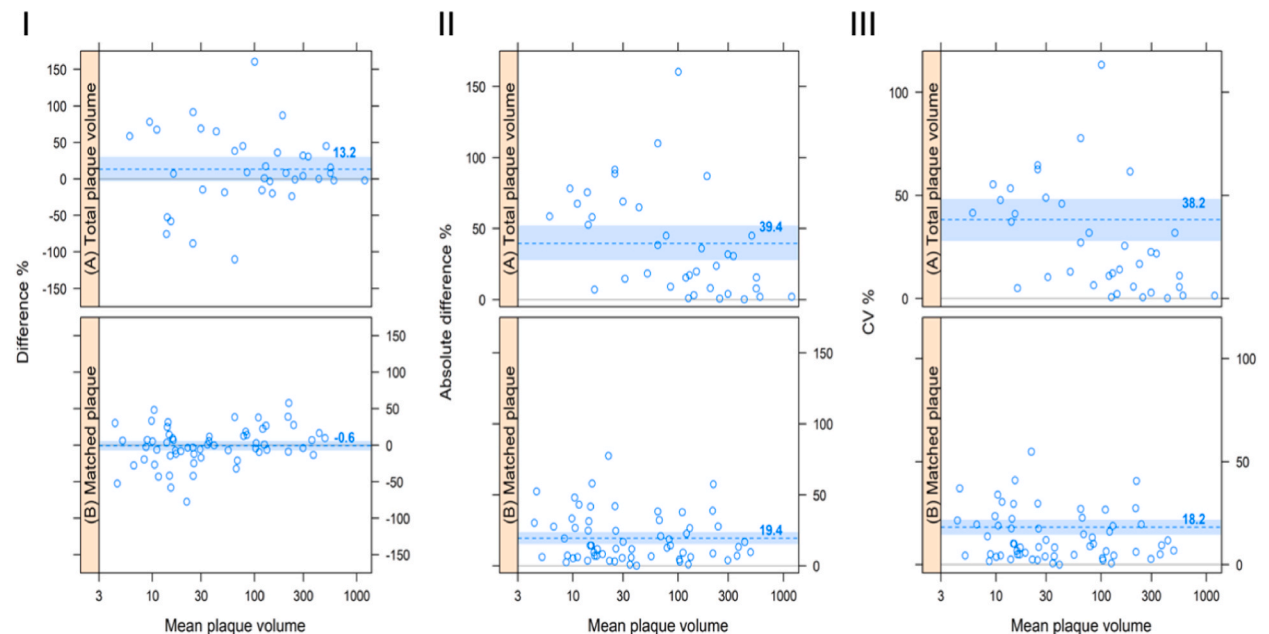 I
II
III
Difference %
(A) Total plaque volume
150
100
50
0
-50
-100
-150
13.2
(B) Matched plaque
150
100
50
0
-50
-100
-150
-0.6
3 10 30 100 300 1000
Mean plaque volume
Absolute difference %
(A) Total plaque volume
150
100
50
0
39.4
(B) Matched plaque
150
100
50
0
19.4
3 10 30 100 300 1000
Mean plaque volume
CV %
(A) Total plaque volume
100
50
0
38.2
(B) Matched plaque
100
50
0
18.2
3 10 30 100 300 1000
Mean plaque volume